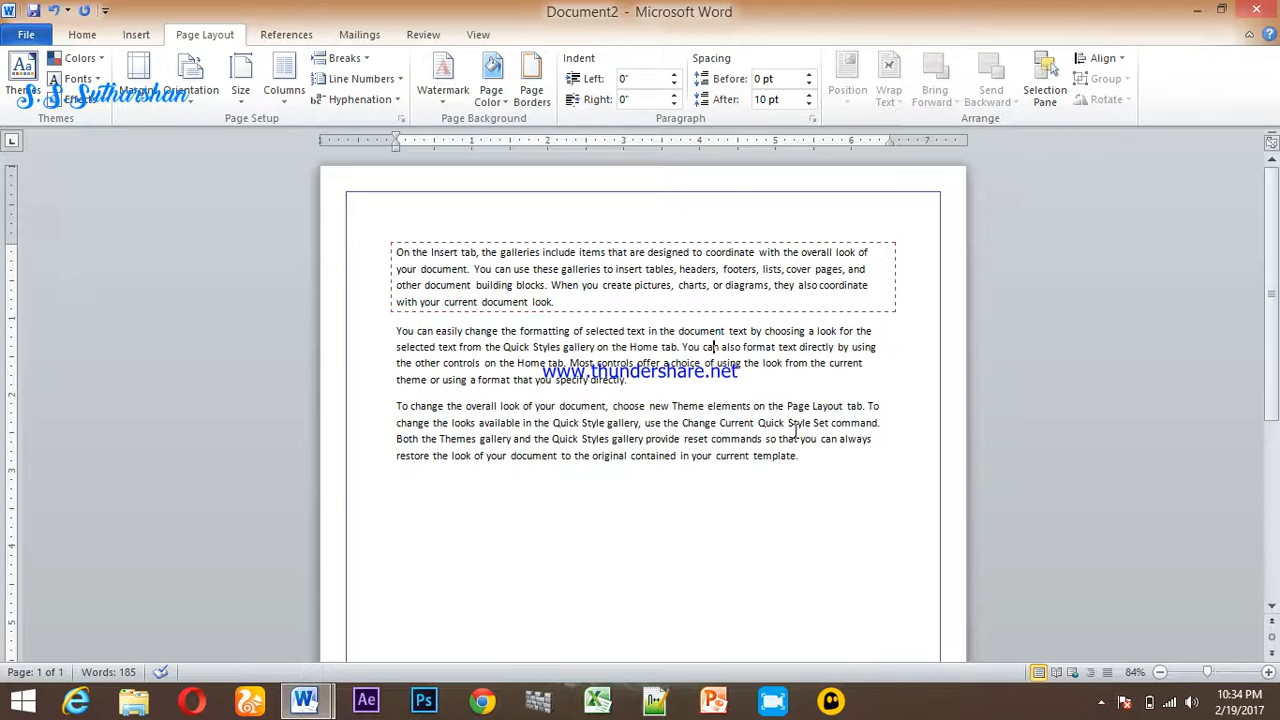 Document2 - Microsoft Word
File Home Insert Page Layout References Mailings Review View
Themes Colors Fonts Effects Margins Orientation Size Columns Breaks Line Numbers Hyphenation
Watermark Page Color Page Borders
Indent Left: 0" Right: 0"
Spacing Before: 0 pt After: 10 pt
Position Wrap Text Bring Forward Send Backward Selection Pane Align Group Rotate
Themes Page Setup Page Background Paragraph Arrange
S. S Sutharshan
1 2 3 4 5 6 7
On the Insert tab, the galleries include items that are designed to coordinate with the overall look of
your document. You can use these galleries to insert tables, headers, footers, lists, cover pages, and
other document building blocks. When you create pictures, charts, or diagrams, they also coordinate
with your current document look.
You can easily change the formatting of selected text in the document text by choosing a look for the
selected text from the Quick Styles gallery on the Home tab. You can also format text directly by using
the other controls on the Home tab. Most controls offer a choice of using the look from the current
theme or using a format that you specify directly.
www.thundershare.net
To change the overall look of your document, choose new Theme elements on the Page Layout tab. To
change the looks available in the Quick Style gallery, use the Change Current Quick Style Set command.
Both the Themes gallery and the Quick Styles gallery provide reset commands so that you can always
restore the look of your document to the original contained in your current template.
Page: 1 of 1 Words: 185 84%
10:34 PM
2/19/2017